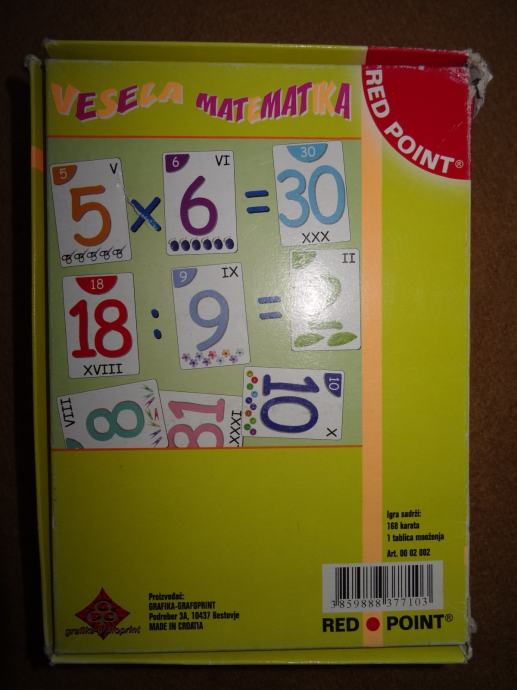 VESELA MATEMATIKA
RED POINT®
5 V
5
6 VI
6
30
30
XXX
×
=
18
18
XVIII
:
9 IX
9
=
II
2
VIII
8
81
10
10
X
Igra sadrži:
168 karata
1 tablica množenja
Art. 00 02 002
3859888377103
RED POINT®
grafika-grafoprint
Proizvođač:
GRAFIKA-GRAFOPRINT
Podreber 3A, 10437 Bestovje
MADE IN CROATIA